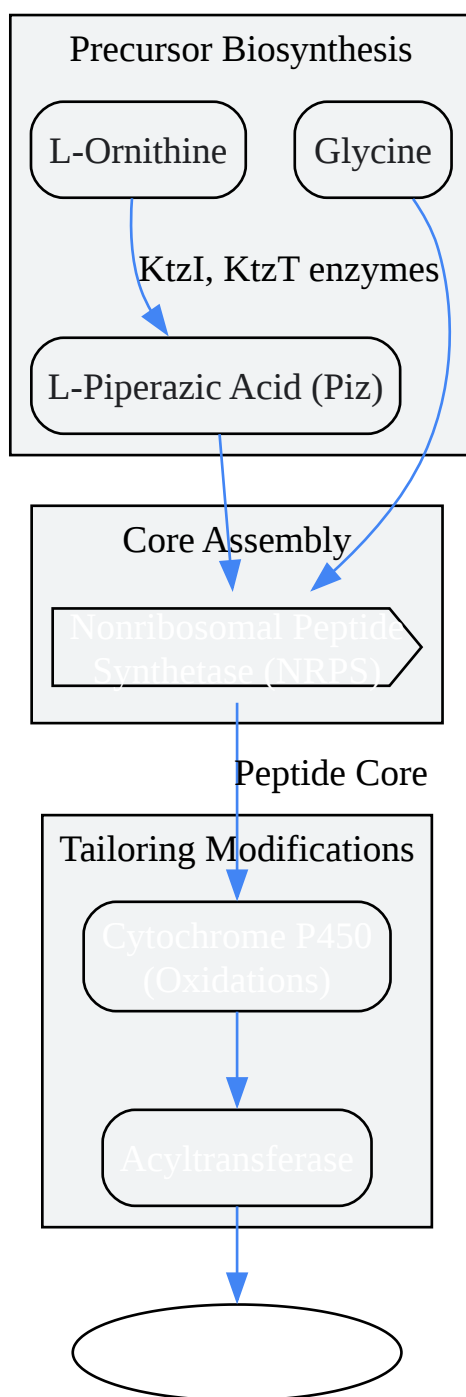 Precursor Biosynthesis
L-Ornithine
Glycine
KtzI, KtzT enzymes
L-Piperazic Acid (Piz)
Core Assembly
Nonribosomal Peptide
Synthetase (NRPS)
Peptide Core
Tailoring Modifications
Cytochrome P450
(Oxidations)
Acyltransferase